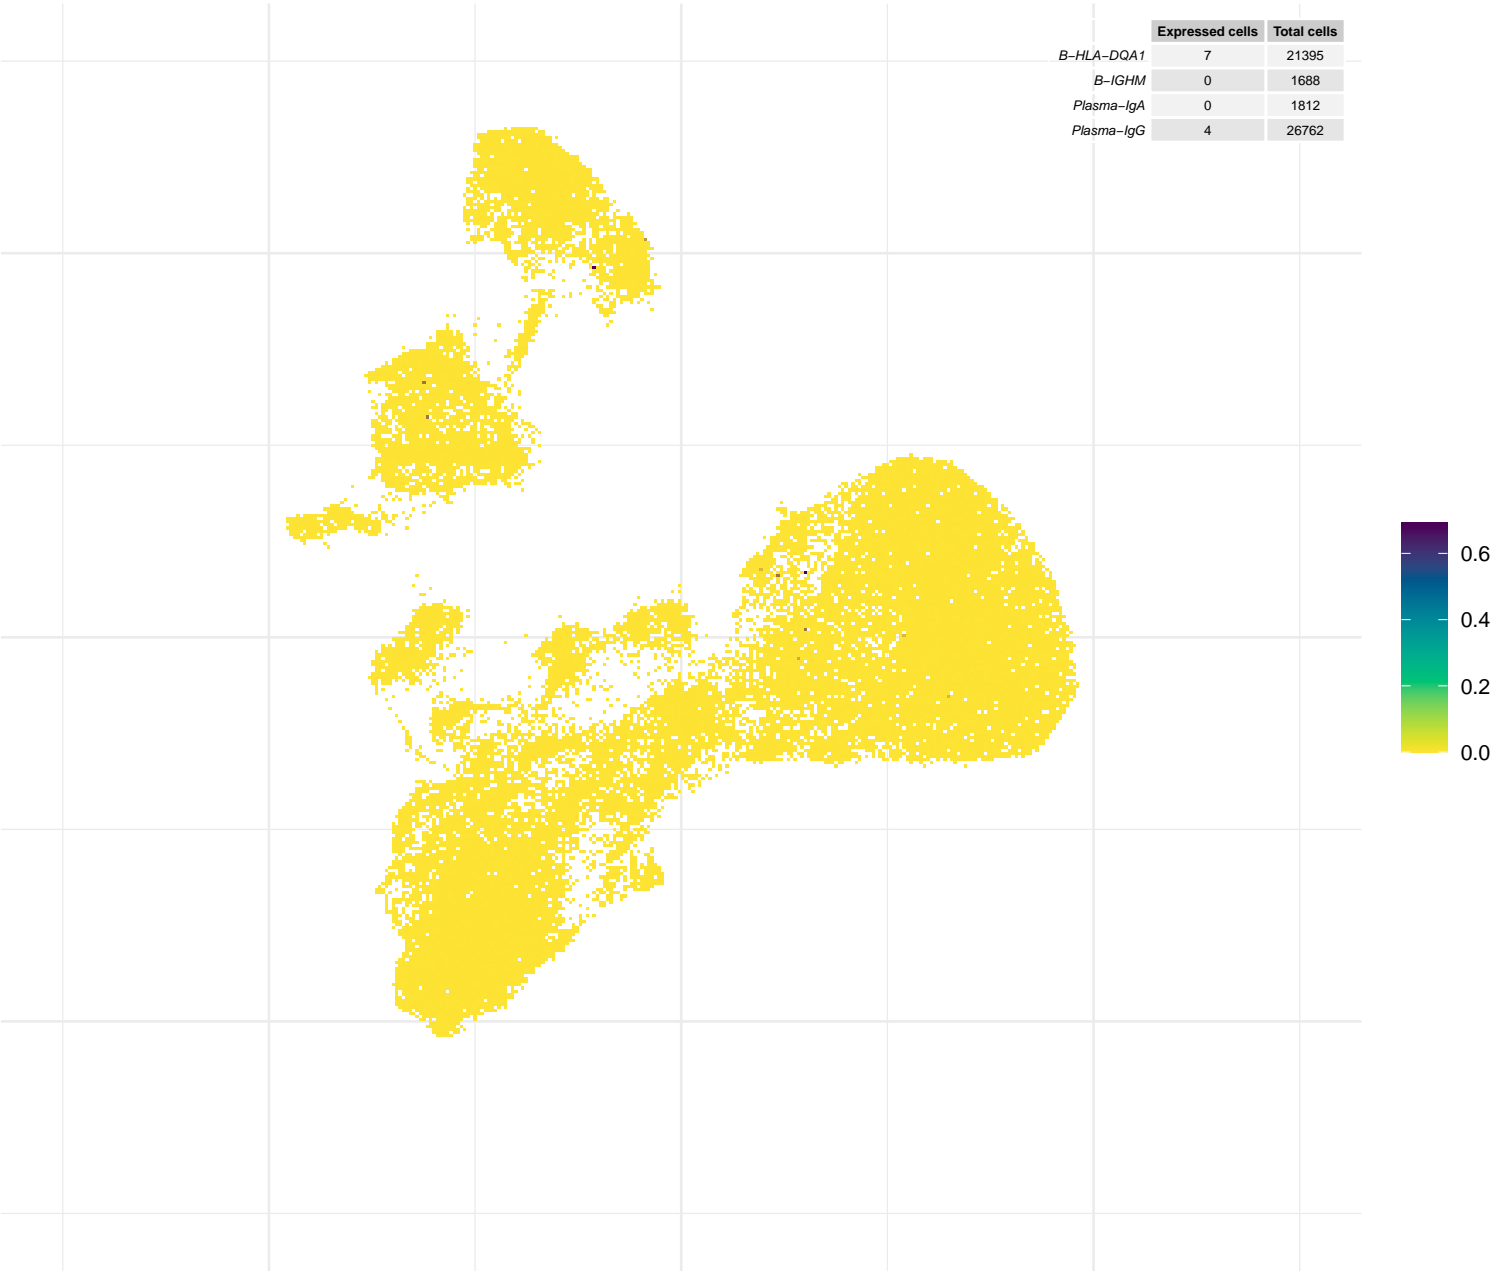 Expressed cells Total cells
B-HLA-DQA1 7 21395
B-IGHM 0 1688
Plasma-IgA 0 1812
Plasma-IgG 4 26762
0.6
0.4
0.2
0.0